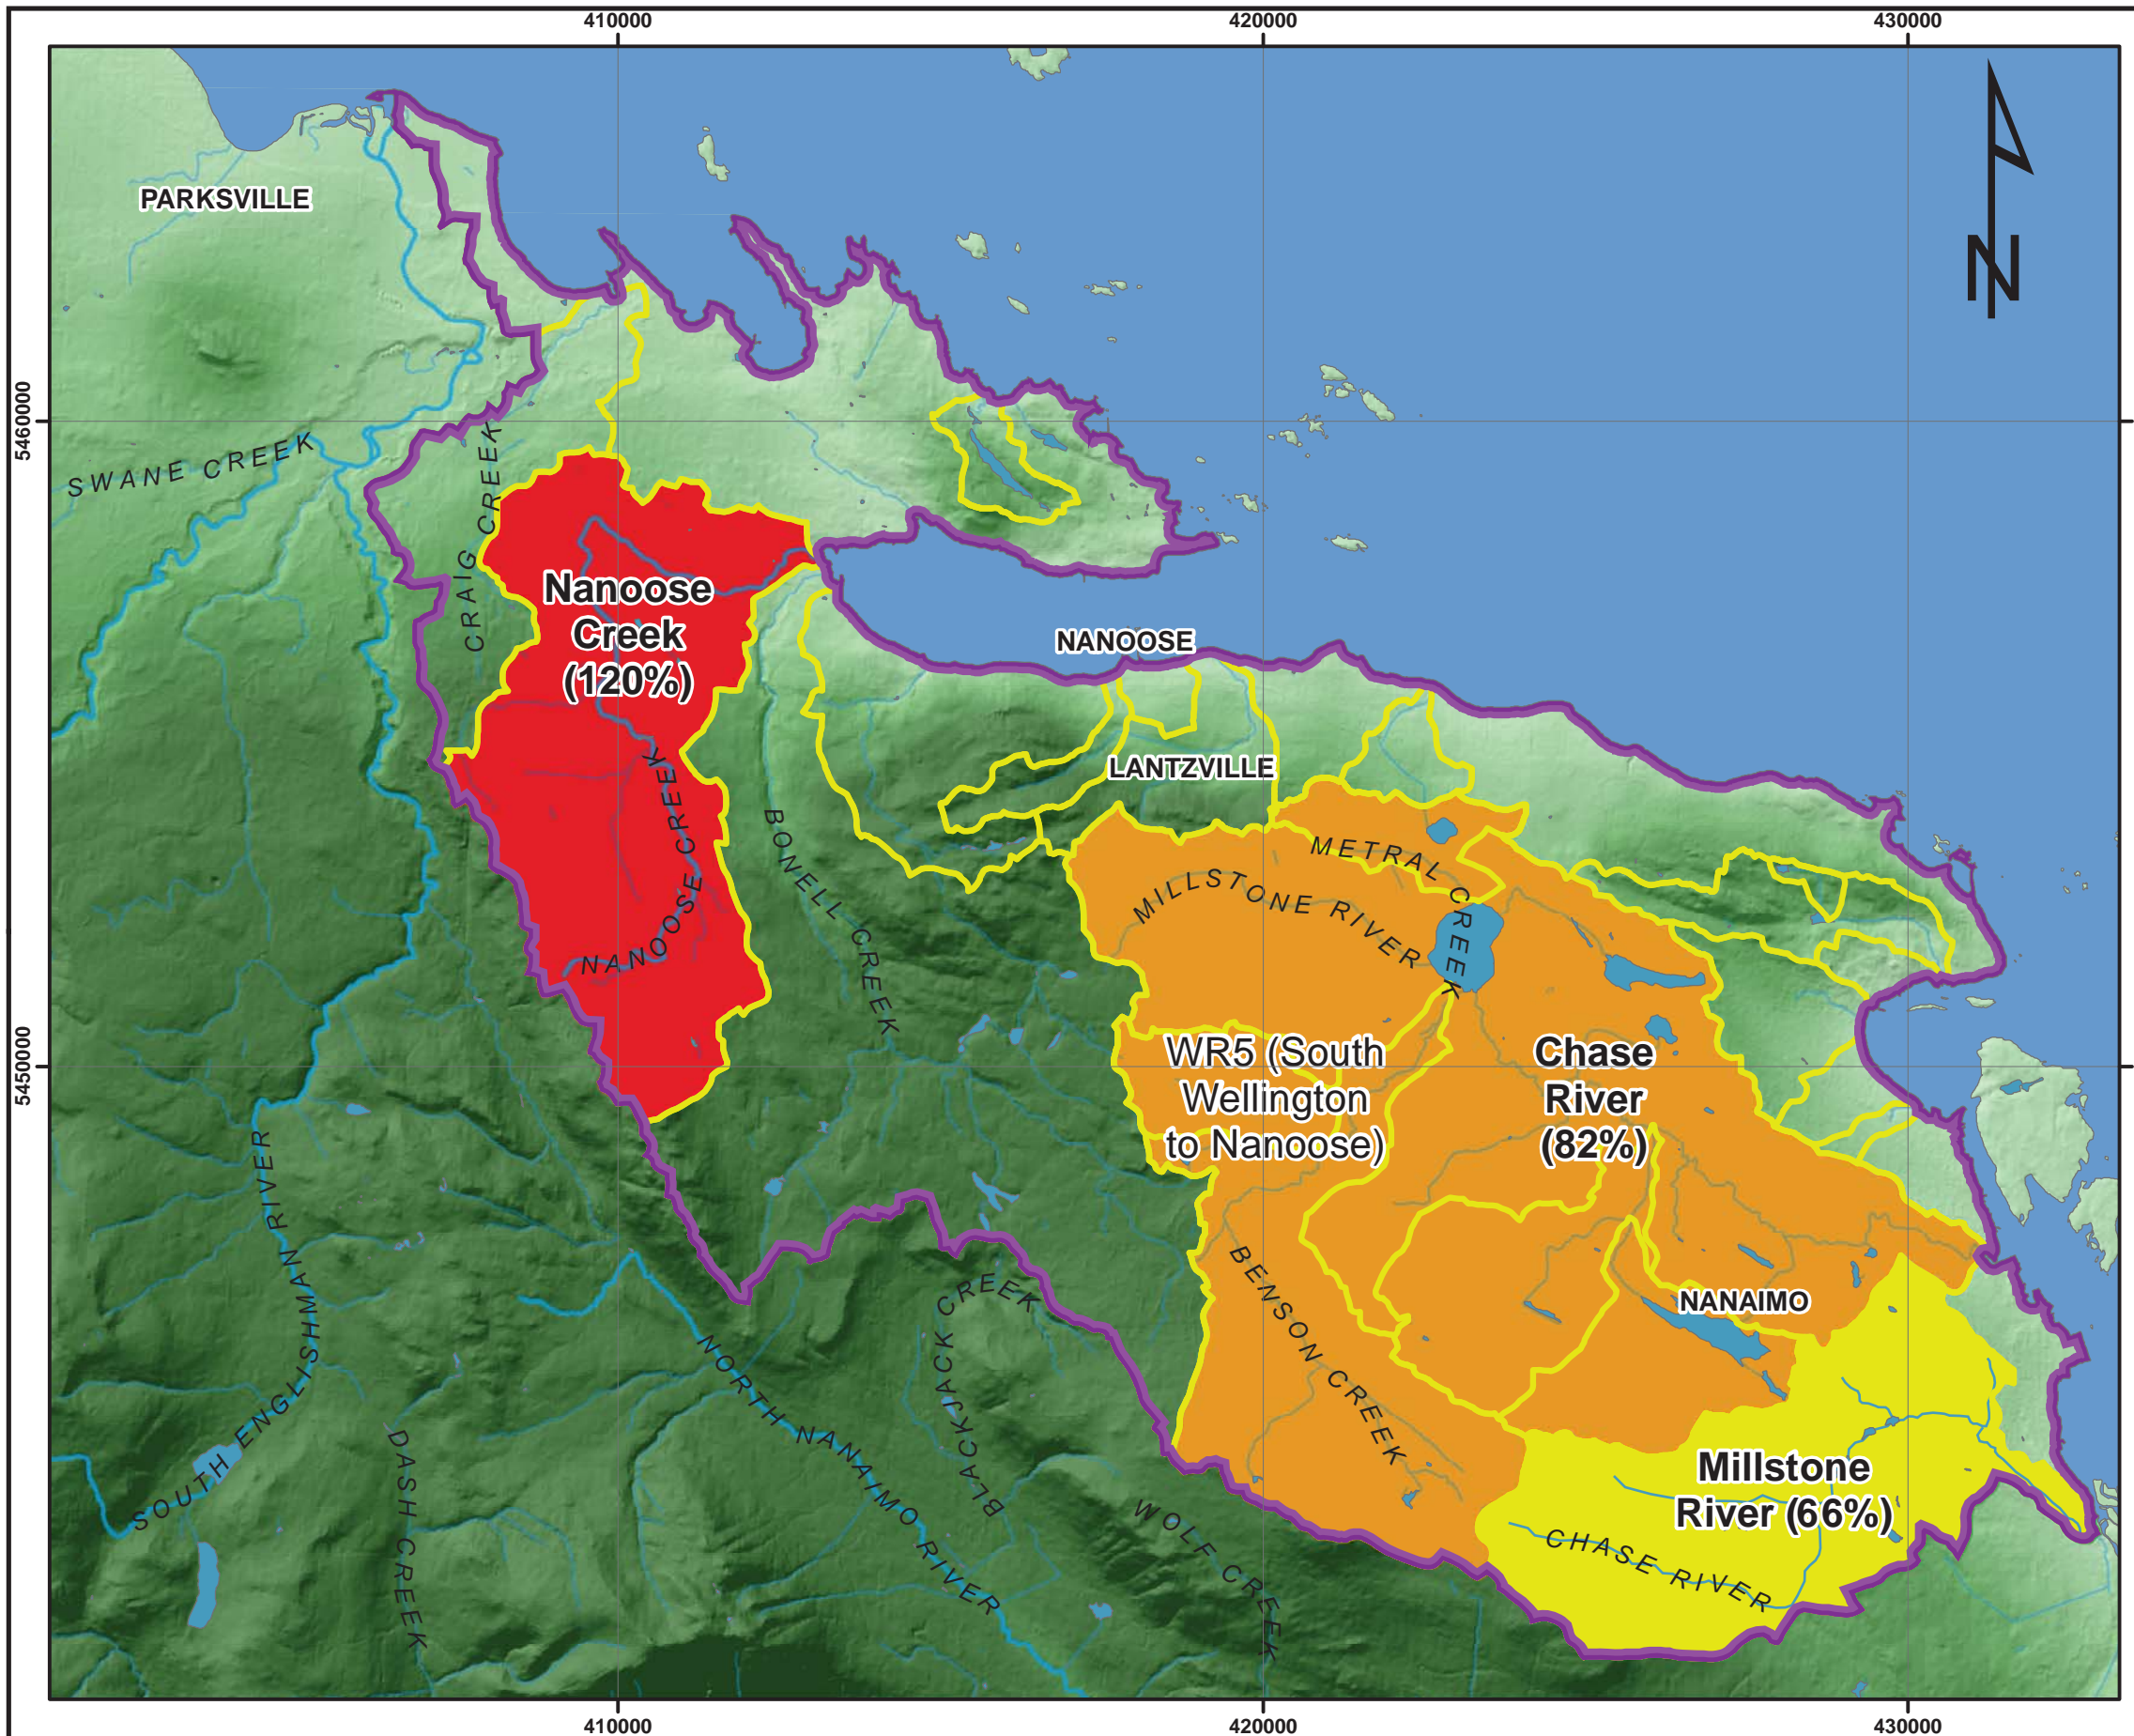 410000
420000
430000
N
PARKSVILLE
5460000
SWANE CREEK
CRAIG CREEK
Nanoose
Creek
(120%)
NANOOSE
LANTZVILLE
NANOOSE CREEK
BONELL CREEK
METRAL CREEK
MILLSTONE RIVER
5450000
WR5 (South
Wellington
to Nanoose)
Chase
River
(82%)
SOUTH ENGLISHMAN RIVER
BENSON CREEK
BLACKJACK CREEK
NANAIMO
NORTH NANAIMO RIVER
DASH CREEK
WOLF CREEK
Millstone
River (66%)
CHASE RIVER
410000
420000
430000